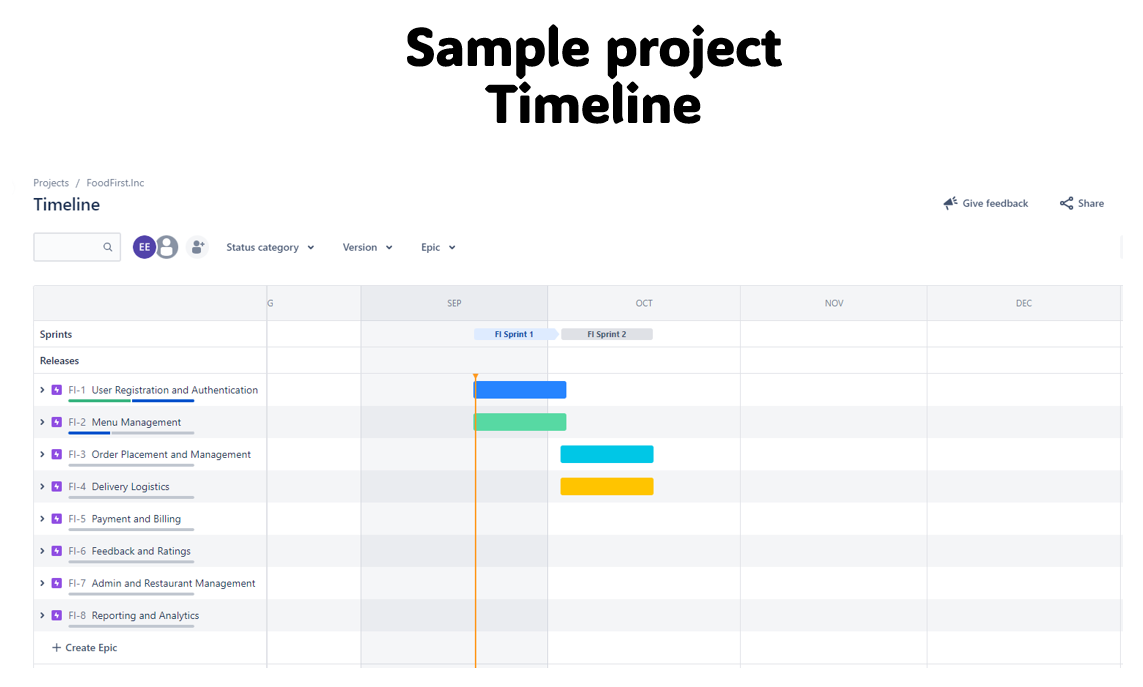 Sample project
Timeline
Projects / FoodFirst.Inc
Timeline
Give feedback
Share
EE
Status category
Version
Epic
G
SEP
OCT
NOV
DEC
Sprints
FI Sprint 1
FI Sprint 2
Releases
FI-1 User Registration and Authentication
FI-2 Menu Management
FI-3 Order Placement and Management
FI-4 Delivery Logistics
FI-5 Payment and Billing
FI-6 Feedback and Ratings
FI-7 Admin and Restaurant Management
FI-8 Reporting and Analytics
+ Create Epic